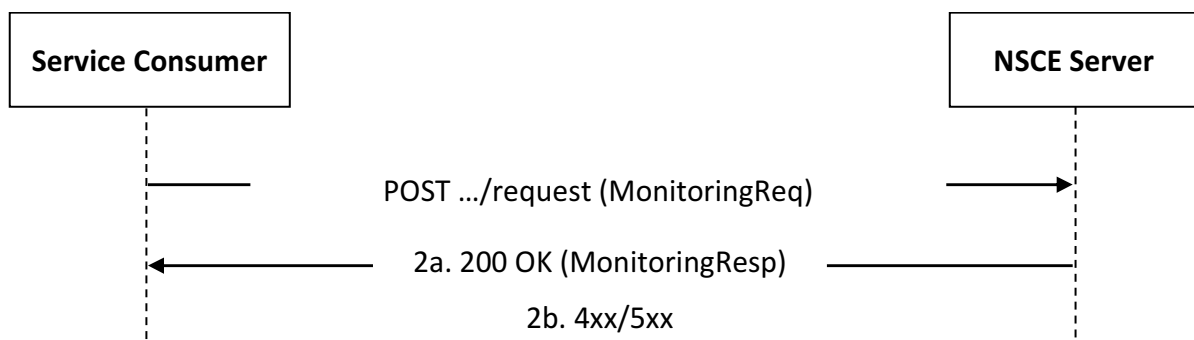 Service Consumer
NSCE Server
POST …/request (MonitoringReq)
2a. 200 OK (MonitoringResp)
2b. 4xx/5xx